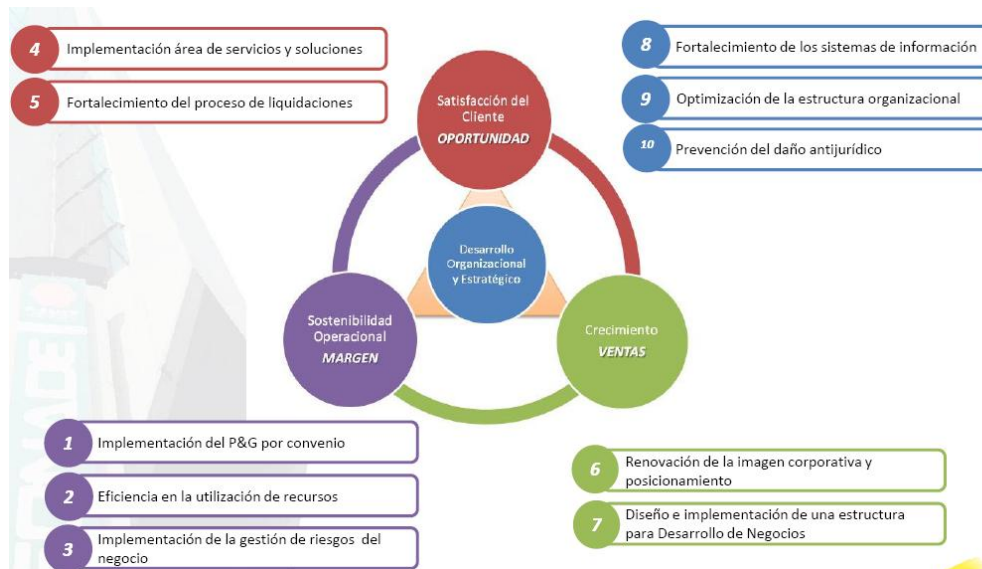 4 Implementación área de servicios y soluciones
5 Fortalecimiento del proceso de liquidaciones
Satisfacción del
Cliente
OPORTUNIDAD
8 Fortalecimiento de los sistemas de información
9 Optimización de la estructura organizacional
10 Prevención del daño antijurídico
Desarrollo
Organizacional
y Estratégico
Sostenibilidad
Operacional
MARGEN
Crecimiento
VENTAS
1 Implementación del P&G por convenio
2 Eficiencia en la utilización de recursos
3 Implementación de la gestión de riesgos del
negocio
6 Renovación de la imagen corporativa y
posicionamiento
7 Diseño e implementación de una estructura
para Desarrollo de Negocios
FONADE